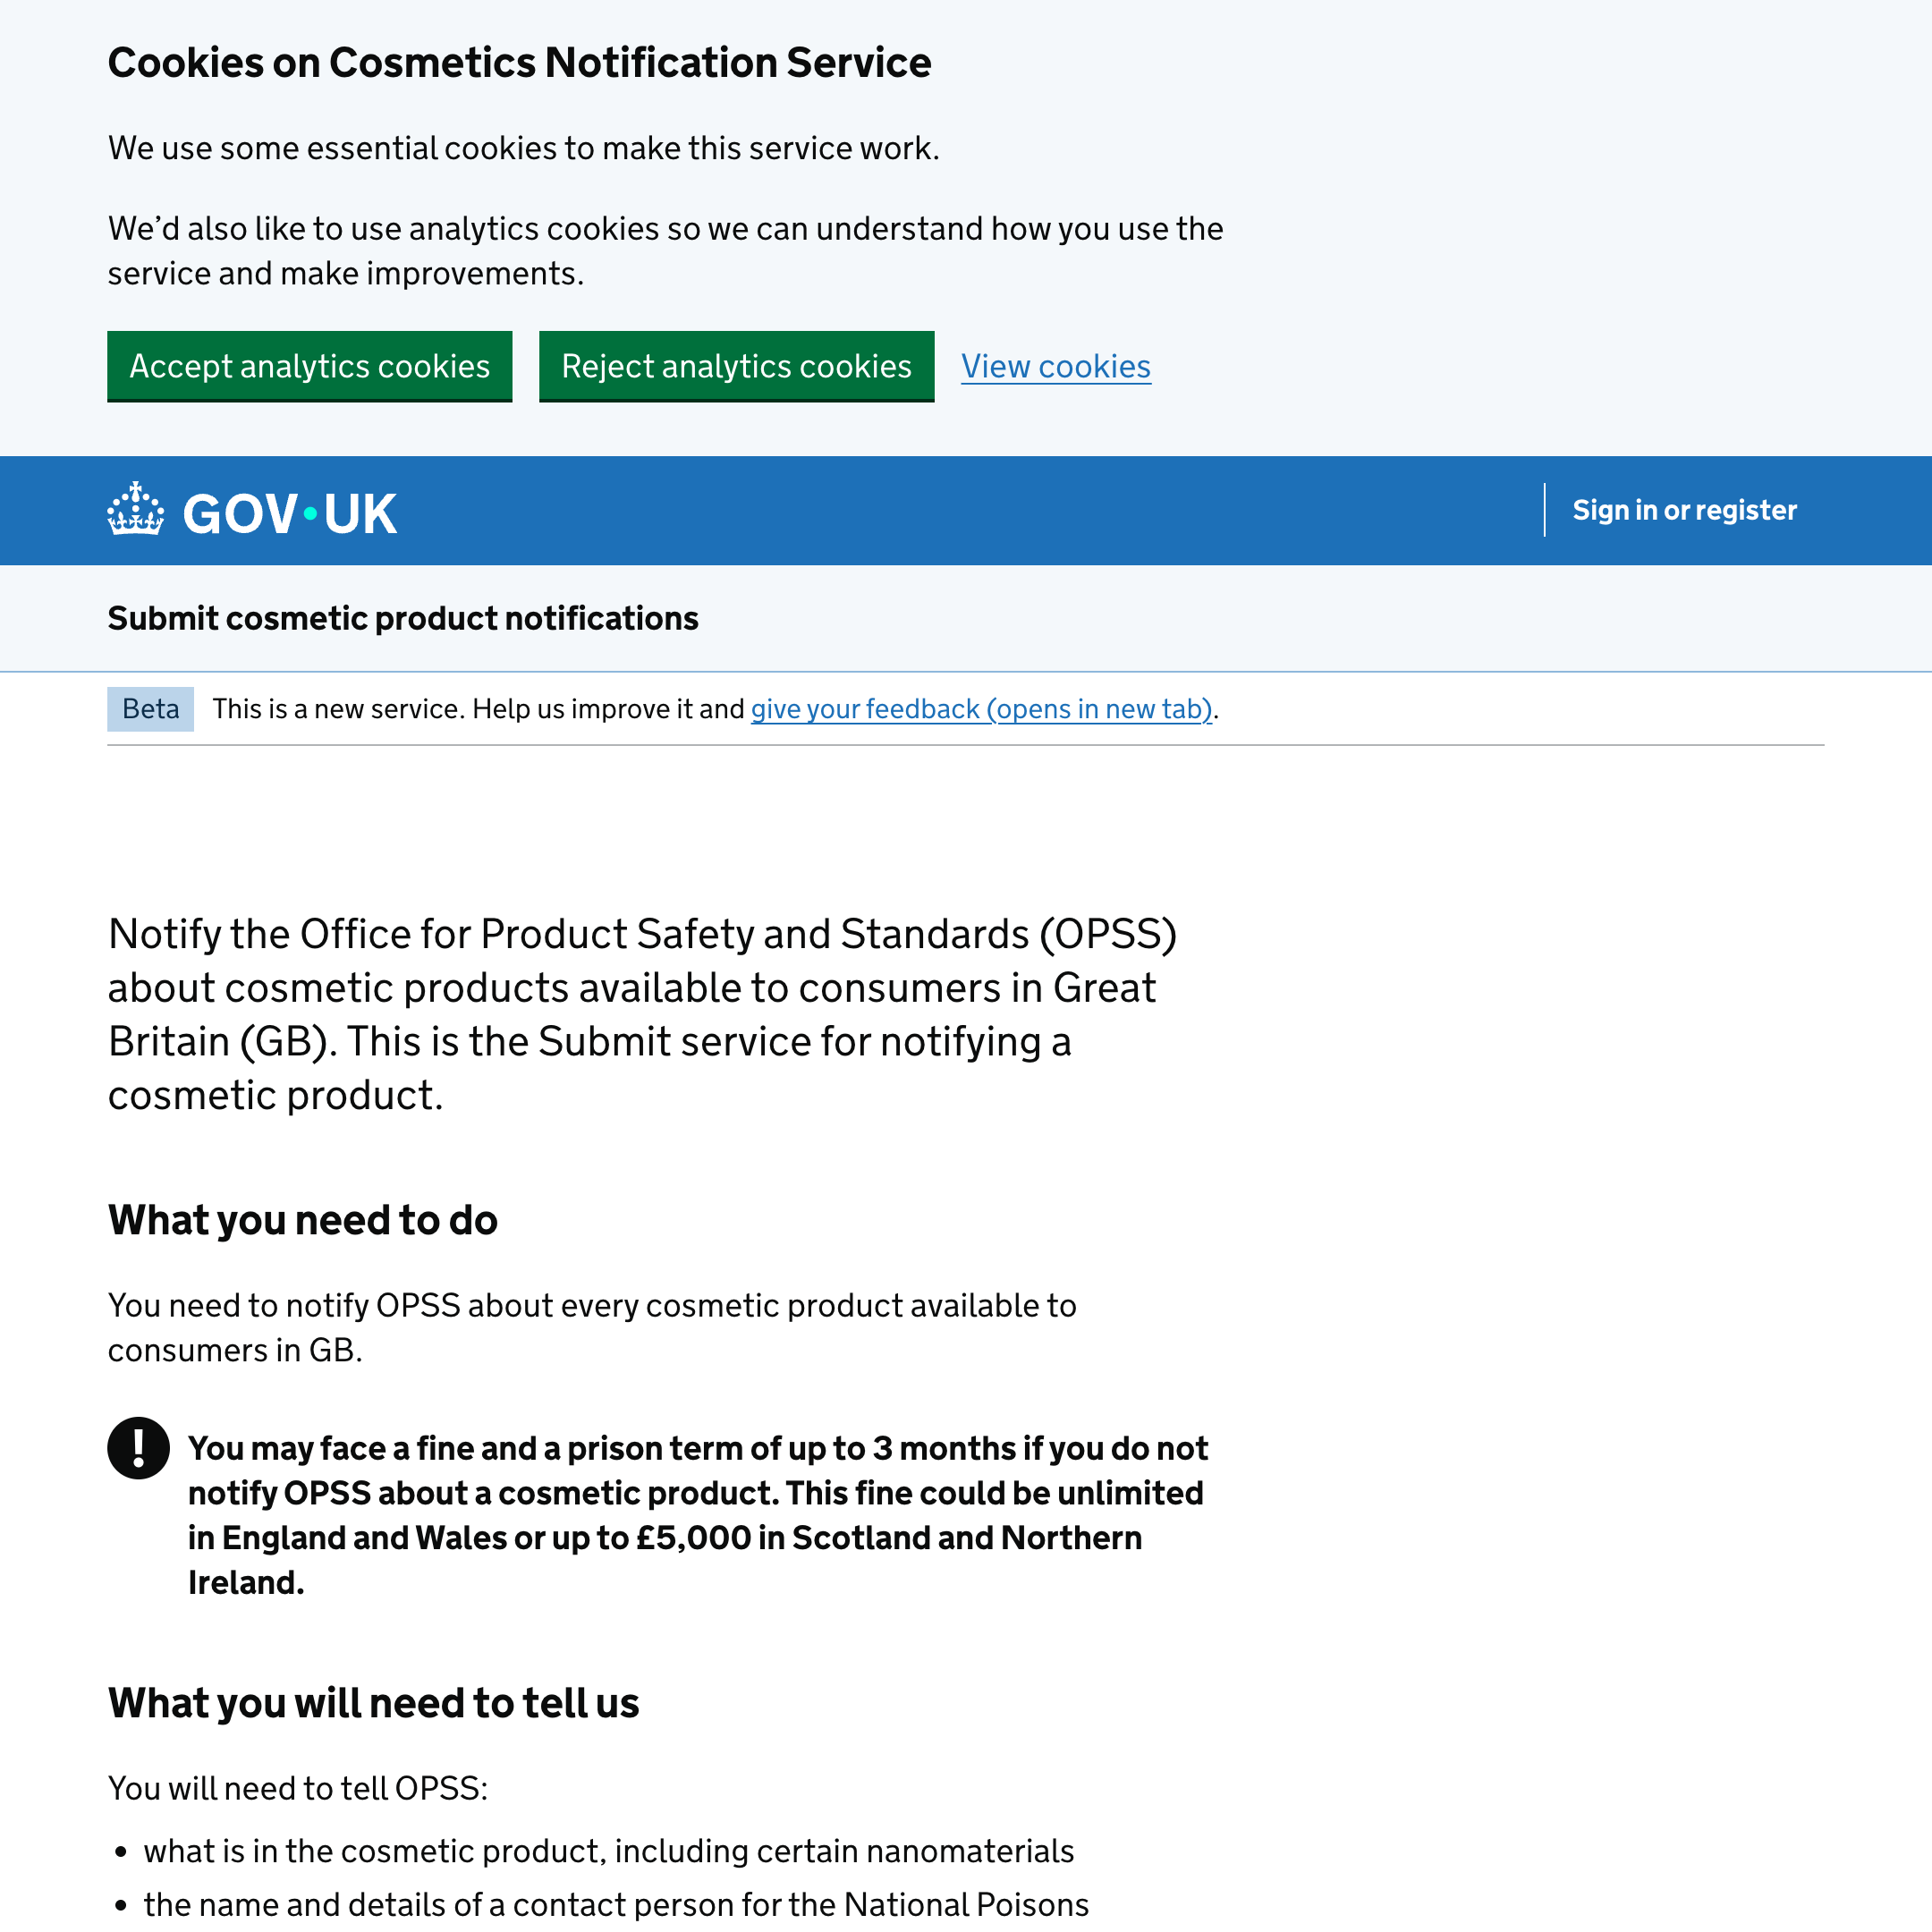 Cookies on Cosmetics Notification Service
We use some essential cookies to make this service work.
We’d also like to use analytics cookies so we can understand how you use the
service and make improvements.
Accept analytics cookies
Reject analytics cookies
View cookies
GOV·UK
Sign in or register
Submit cosmetic product notifications
Beta
This is a new service. Help us improve it and give your feedback (opens in new tab).
Notify the Office for Product Safety and Standards (OPSS)
about cosmetic products available to consumers in Great
Britain (GB). This is the Submit service for notifying a
cosmetic product.
What you need to do
You need to notify OPSS about every cosmetic product available to
consumers in GB.
You may face a fine and a prison term of up to 3 months if you do not
notify OPSS about a cosmetic product. This fine could be unlimited
in England and Wales or up to £5,000 in Scotland and Northern
Ireland.
What you will need to tell us
You will need to tell OPSS:
• what is in the cosmetic product, including certain nanomaterials
• the name and details of a contact person for the National Poisons